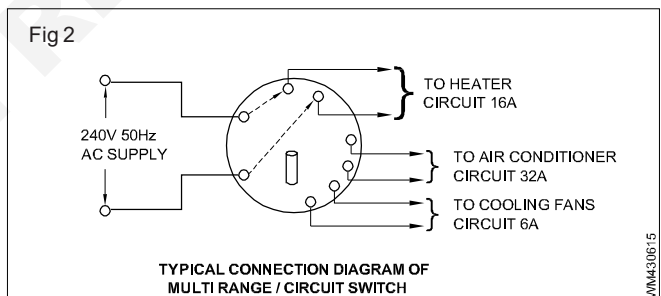 Fig 2
240V 50Hz
AC SUPPLY
TO HEATER
CIRCUIT 16A
TO AIR CONDITIONER
CIRCUIT 32A
TO COOLING FANS
CIRCUIT 6A
TYPICAL CONNECTION DIAGRAM OF
MULTI RANGE / CIRCUIT SWITCH